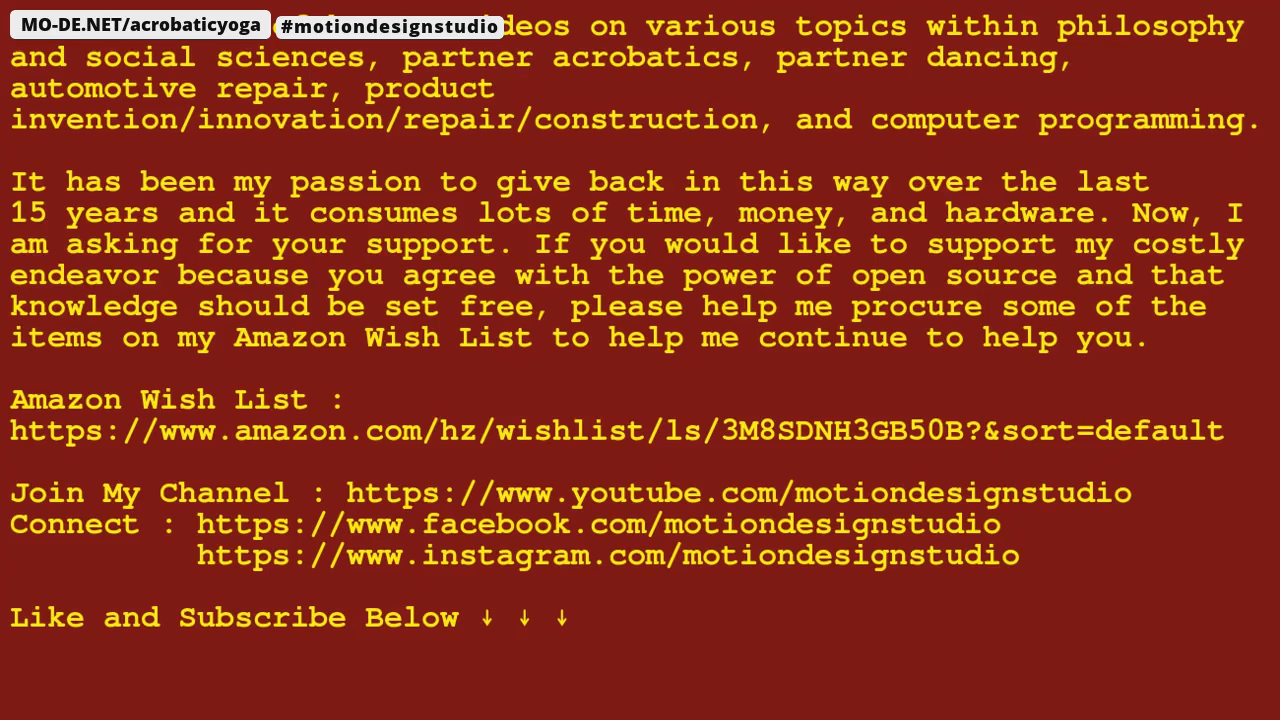 MO-DE.NET/acrobaticyoga #motiondesignstudio on various topics within philosophy
and social sciences, partner acrobatics, partner dancing,
automotive repair, product
invention/innovation/repair/construction, and computer programming.
It has been my passion to give back in this way over the last
15 years and it consumes lots of time, money, and hardware. Now, I
am asking for your support. If you would like to support my costly
endeavor because you agree with the power of open source and that
knowledge should be set free, please help me procure some of the
items on my Amazon Wish List to help me continue to help you.
Amazon Wish List :
https://www.amazon.com/hz/wishlist/ls/3M8SDNH3GB50B?&sort=default
Join My Channel : https://www.youtube.com/motiondesignstudio
Connect : https://www.facebook.com/motiondesignstudio
https://www.instagram.com/motiondesignstudio
Like and Subscribe Below ↓ ↓ ↓